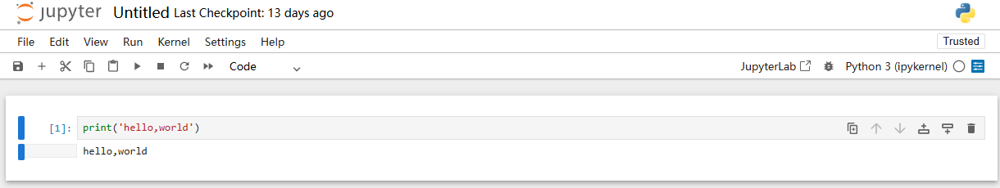 jupyter Untitled Last Checkpoint: 13 days ago
File Edit View Run Kernel Settings Help Trusted
Code JupyterLab Python 3 (ipykernel)
[1]: print('hello,world')
hello,world